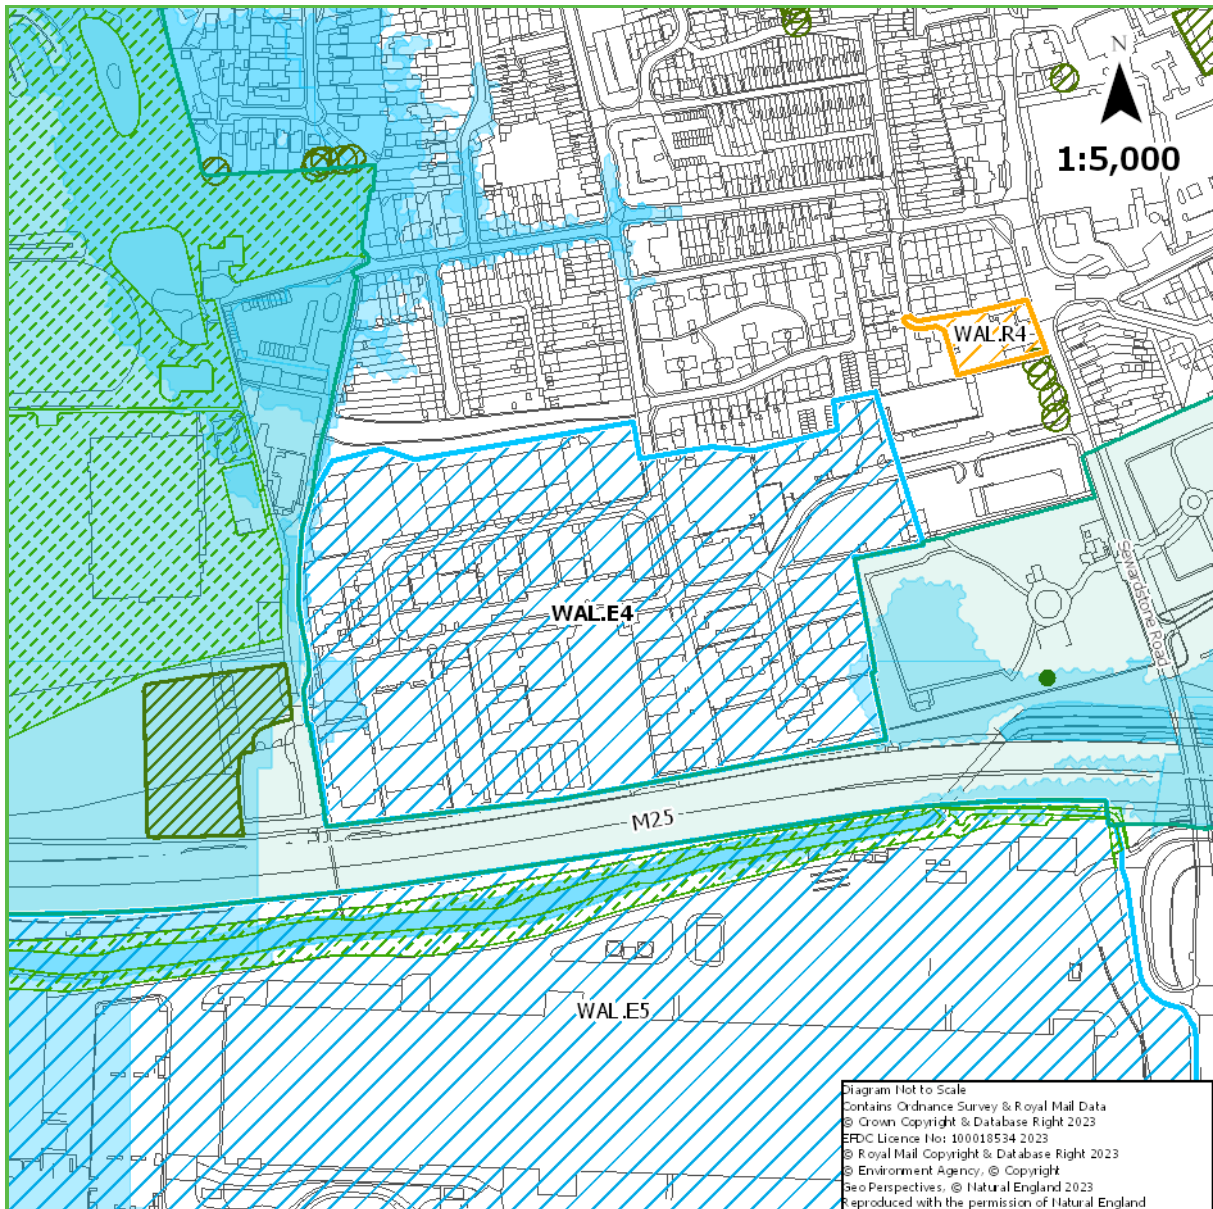 N
1:5,000
WAL.R4
Sewardstone Road
WAL.E4
M25
WAL.E5
Diagram Not to Scale
Contains Ordnance Survey & Royal Mail Data
© Crown Copyright & Database Right 2023
EFDC Licence No: 100018534 2023
© Royal Mail Copyright & Database Right 2023
© Environment Agency, © Copyright
Geo Perspectives, © Natural England 2023
Reproduced with the permission of Natural England